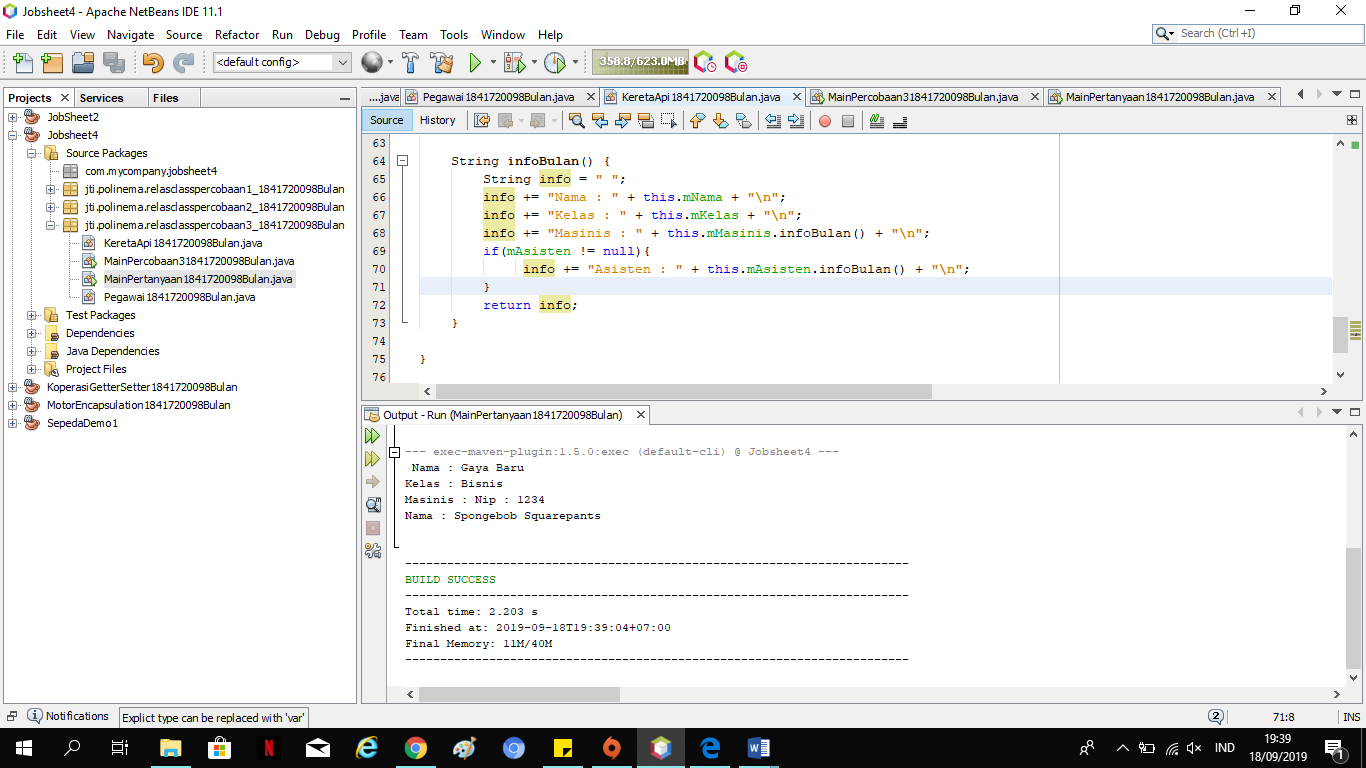 Jobsheet4 - Apache NetBeans IDE 11.1
File Edit View Navigate Source Refactor Run Debug Profile Team Tools Window Help
Search (Ctrl+I)
<default config>
358.8/623.0MB
Projects Services Files
JobSheet2
Jobsheet4
Source Packages
com.mycompany.jobsheet4
jti.polinema.relasclasspercobaan1_1841720098Bulan
jti.polinema.relasclasspercobaan2_1841720098Bulan
jti.polinema.relasclasspercobaan3_1841720098Bulan
KeretaApi1841720098Bulan.java
MainPercobaan31841720098Bulan.java
MainPertanyaan1841720098Bulan.java
Pegawai1841720098Bulan.java
Test Packages
Dependencies
Java Dependencies
Project Files
KoperasiGetterSetter1841720098Bulan
MotorEncapsulation1841720098Bulan
SepedaDemo1
....java Pegawai1841720098Bulan.java KeretaApi1841720098Bulan.java MainPercobaan31841720098Bulan.java MainPertanyaan1841720098Bulan.java
Source History
63
64 String infoBulan() {
65 String info = " ";
66 info += "Nama : " + this.mNama + "\n";
67 info += "Kelas : " + this.mKelas + "\n";
68 info += "Masinis : " + this.mMasinis.infoBulan() + "\n";
69 if(mAsisten != null){
70 info += "Asisten : " + this.mAsisten.infoBulan() + "\n";
71 }
72 return info;
73 }
74
75 }
76
Output - Run (MainPertanyaan1841720098Bulan)
--- exec-maven-plugin:1.5.0:exec (default-cli) @ Jobsheet4 ---
Nama : Gaya Baru
Kelas : Bisnis
Masinis : Nip : 1234
Nama : Spongebob Squarepants
------------------------------------------------------------------------
BUILD SUCCESS
------------------------------------------------------------------------
Total time: 2.203 s
Finished at: 2019-09-18T19:39:04+07:00
Final Memory: 11M/40M
------------------------------------------------------------------------
Notifications
Explict type can be replaced with 'var'
2
71:8
INS
IND
19:39
18/09/2019
1